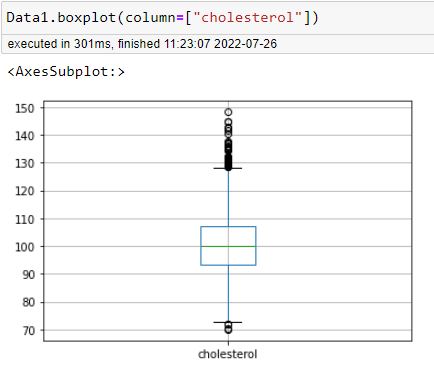 Data1.boxplot(column=["cholesterol"])
executed in 301ms, finished 11:23:07 2022-07-26
<AxesSubplot:>
150
140
130
120
110
100
90
80
70
cholesterol